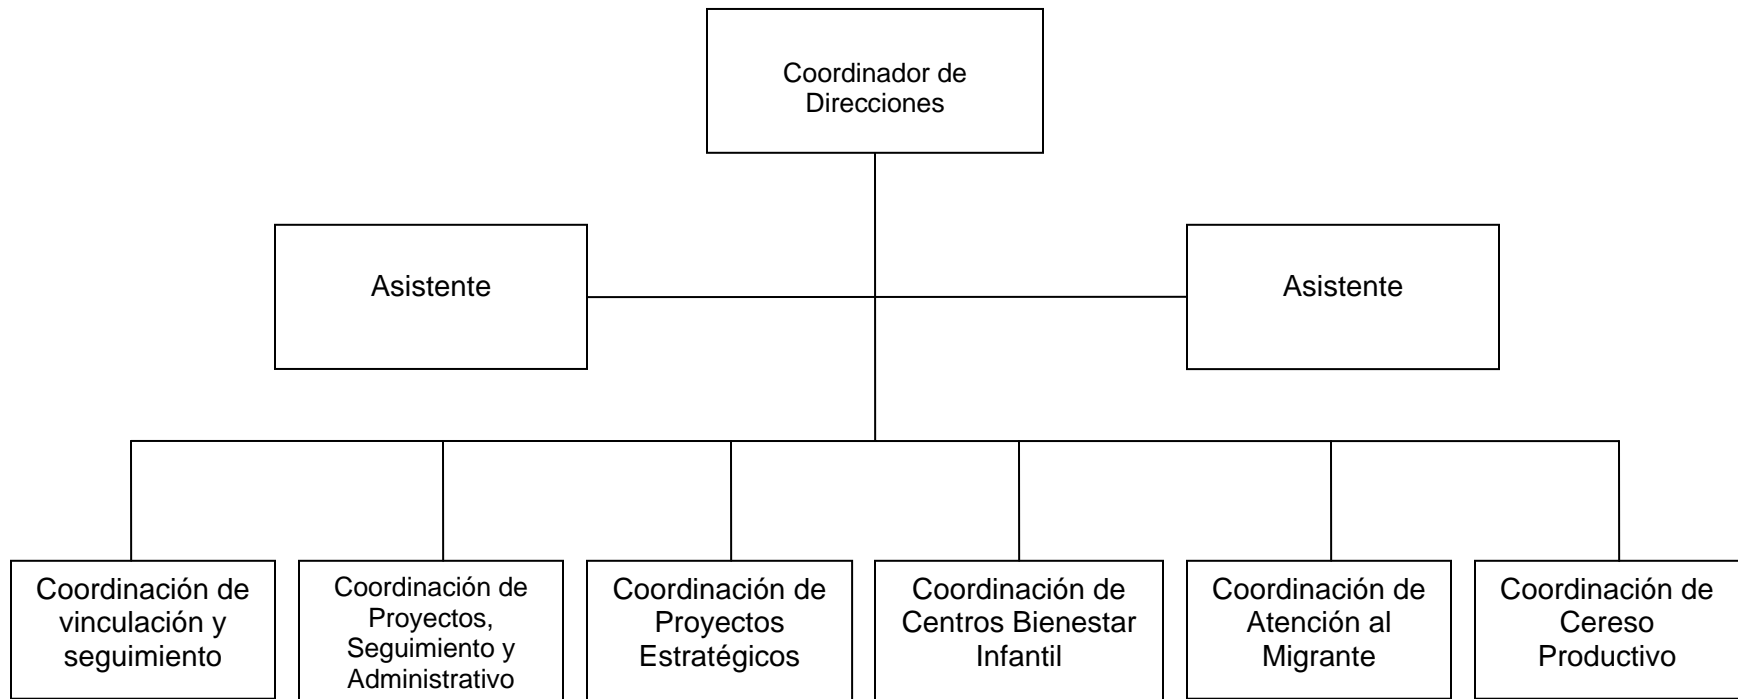 Coordinador de
Direcciones
Asistente
Asistente
Coordinación de
vinculación y
seguimiento
Coordinación de
Proyectos,
Seguimiento y
Administrativo
Coordinación de
Proyectos
Estratégicos
Coordinación de
Centros Bienestar
Infantil
Coordinación de
Atención al
Migrante
Coordinación de
Cereso
Productivo